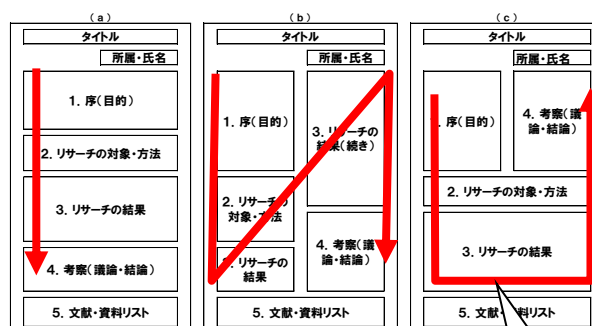 (a)
タイトル
所属・氏名
1. 序(目的)
2. リサーチの対象・方法
3. リサーチの結果
4. 考察(議論・結論)
5. 文献・資料リスト
(b)
タイトル
所属・氏名
1. 序(目的)
2. リサーチの
対象・方法
3. リサーチの
結果
3. リサーチの
結果(続き)
4. 考察(議
論・結論)
5. 文献・資料リスト
(c)
タイトル
所属・氏名
序(目的)
4. 考察(議
論・結論)
2. リサーチの対象・方法
3. リサーチの結果
5. 文献・資料リスト